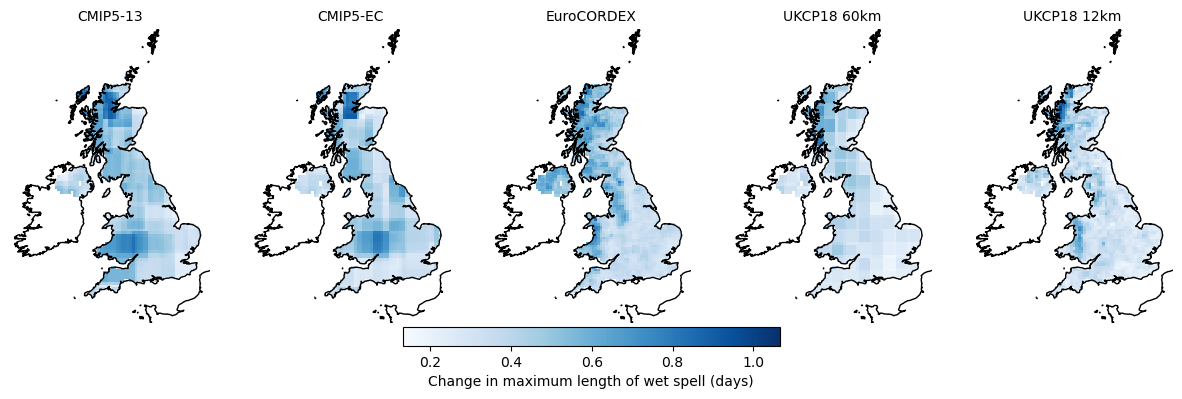 CMIP5-13
CMIP5-EC
EuroCORDEX
UKCP18 60km
UKCP18 12km
0.2
0.4
0.6
0.8
1.0
Change in maximum length of wet spell (days)